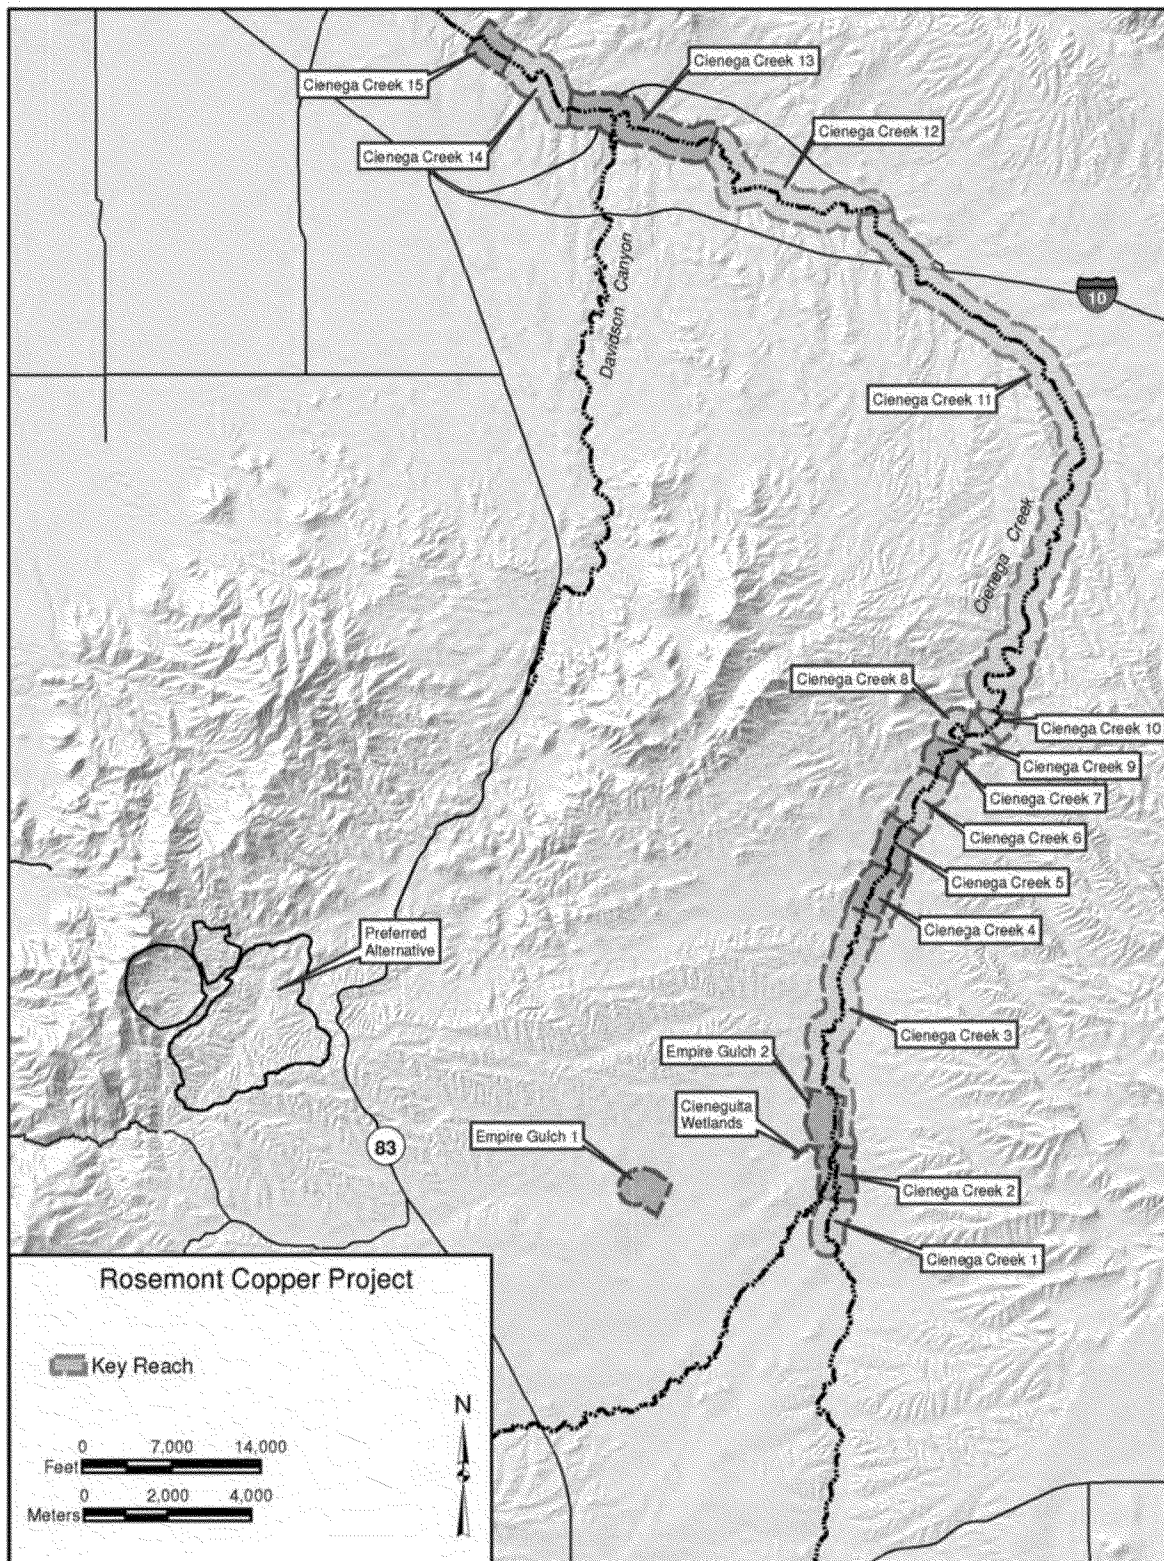 Cienega Creek 13
Cienega Creek 15
Cienega Creek 12
Cienega Creek 14
Davidson Canyon
10
Cienega Creek 11
Cienega Creek
Cienega Creek 8
Cienega Creek 10
Cienega Creek 9
Cienega Creek 7
Cienega Creek 6
Cienega Creek 5
Preferred
Alternative
Cienega Creek 4
Cienega Creek 3
Empire Gulch 2
Cieneguita
Wetlands
Empire Gulch 1
83
Cienega Creek 2
Cienega Creek 1
Rosemont Copper Project
Key Reach
N
0 7,000 14,000
Feet
0 2,000 4,000
Meters